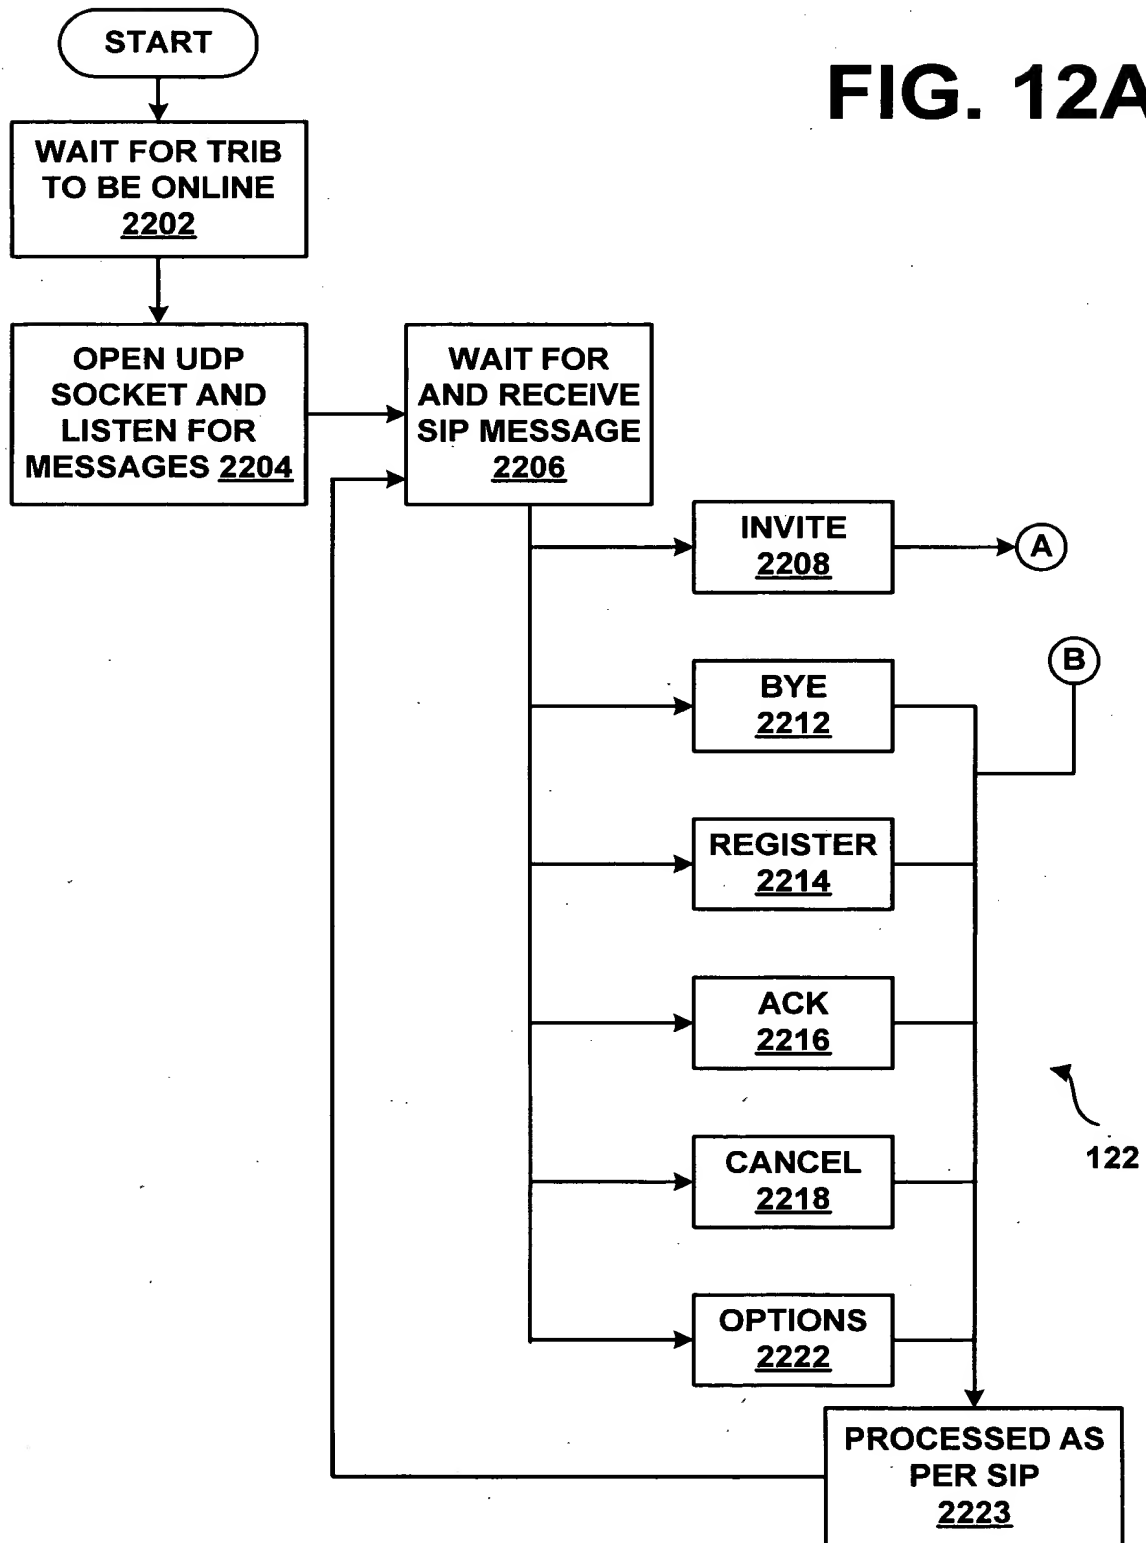 START
FIG. 12A
WAIT FOR TRIB
TO BE ONLINE
2202
OPEN UDP
SOCKET AND
LISTEN FOR
MESSAGES 2204
WAIT FOR
AND RECEIVE
SIP MESSAGE
2206
INVITE
2208
A
B
BYE
2212
REGISTER
2214
ACK
2216
122
CANCEL
2218
OPTIONS
2222
PROCESSED AS
PER SIP
2223